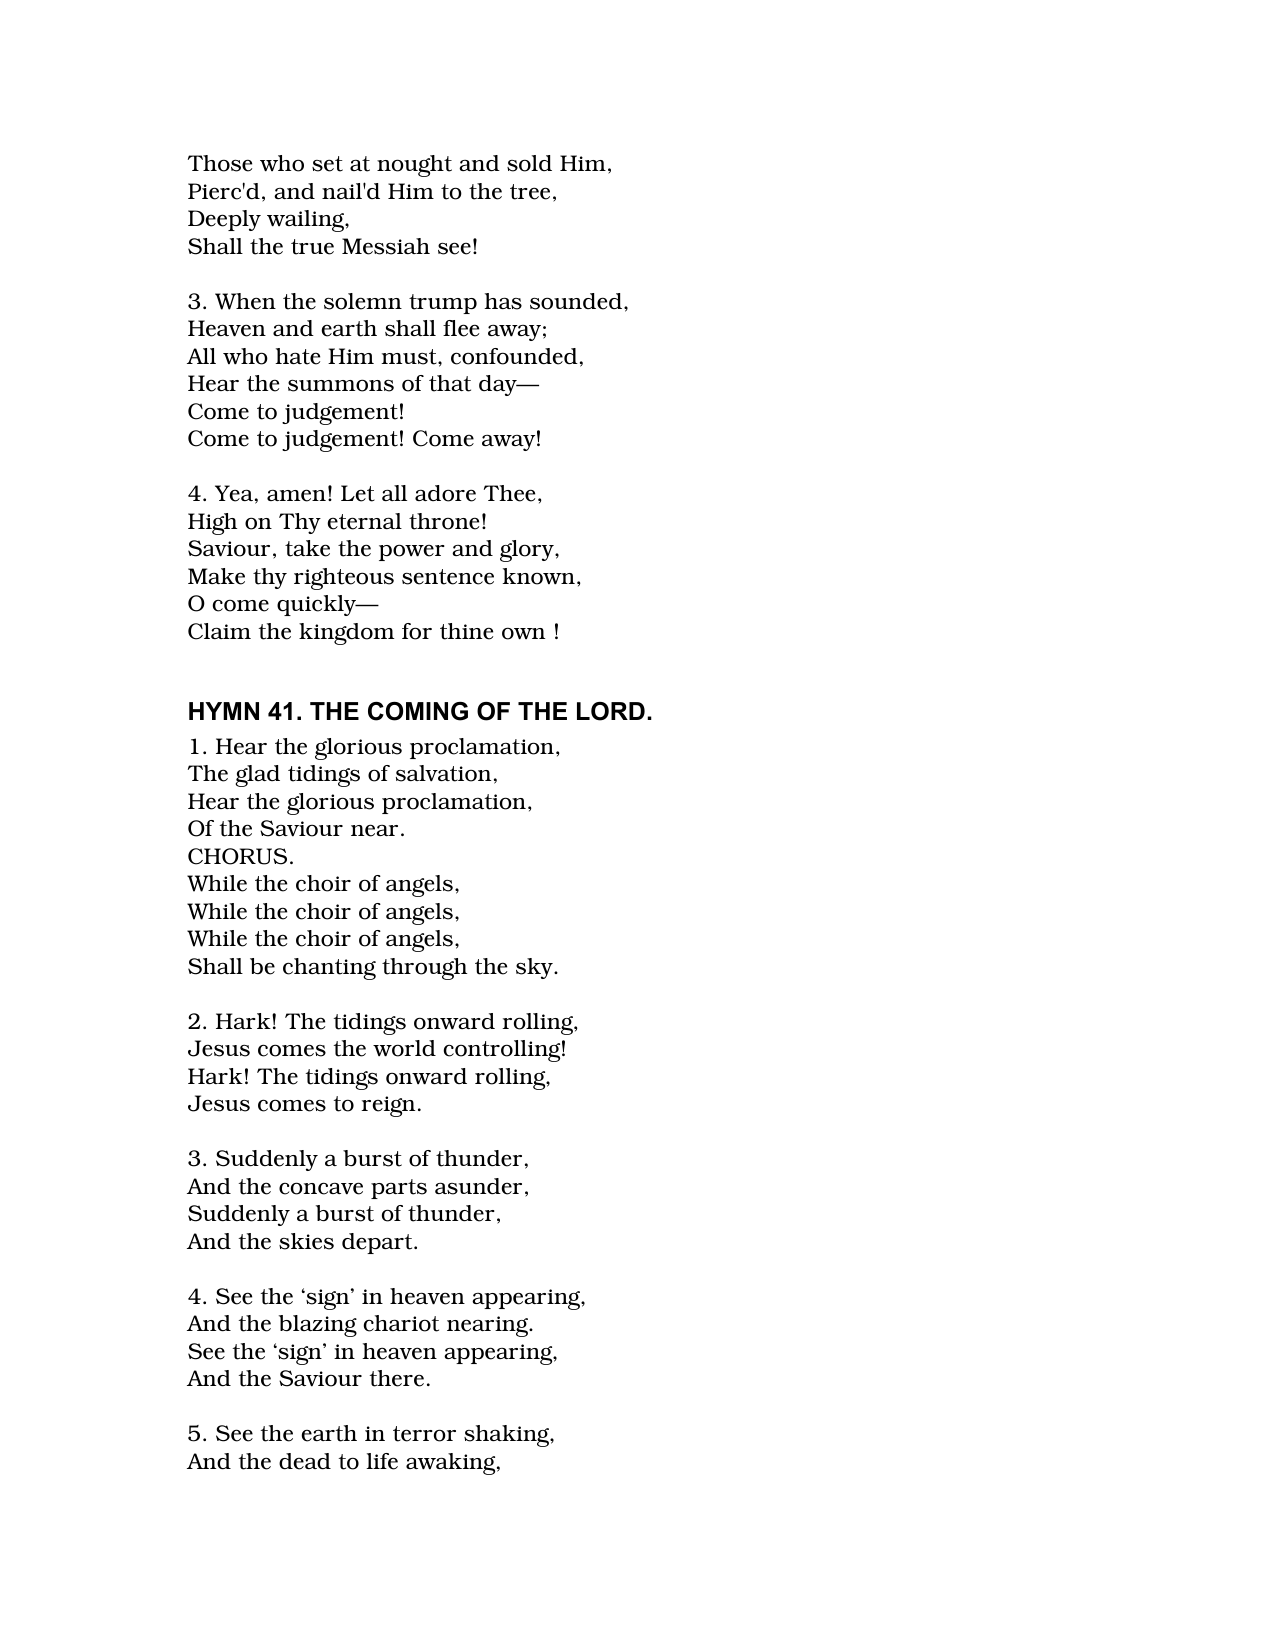 Those who set at nought and sold Him,
Pierc'd, and nail'd Him to the tree,
Deeply wailing,
Shall the true Messiah see!
3. When the solemn trump has sounded,
Heaven and earth shall flee away;
All who hate Him must, confounded,
Hear the summons of that day—
Come to judgement!
Come to judgement! Come away!
4. Yea, amen! Let all adore Thee,
High on Thy eternal throne!
Saviour, take the power and glory,
Make thy righteous sentence known,
O come quickly—
Claim the kingdom for thine own !
HYMN 41. THE COMING OF THE LORD.
1. Hear the glorious proclamation,
The glad tidings of salvation,
Hear the glorious proclamation,
Of the Saviour near.
CHORUS.
While the choir of angels,
While the choir of angels,
While the choir of angels,
Shall be chanting through the sky.
2. Hark! The tidings onward rolling,
Jesus comes the world controlling!
Hark! The tidings onward rolling,
Jesus comes to reign.
3. Suddenly a burst of thunder,
And the concave parts asunder,
Suddenly a burst of thunder,
And the skies depart.
4. See the ‘sign’ in heaven appearing,
And the blazing chariot nearing.
See the ‘sign’ in heaven appearing,
And the Saviour there.
5. See the earth in terror shaking,
And the dead to life awaking,